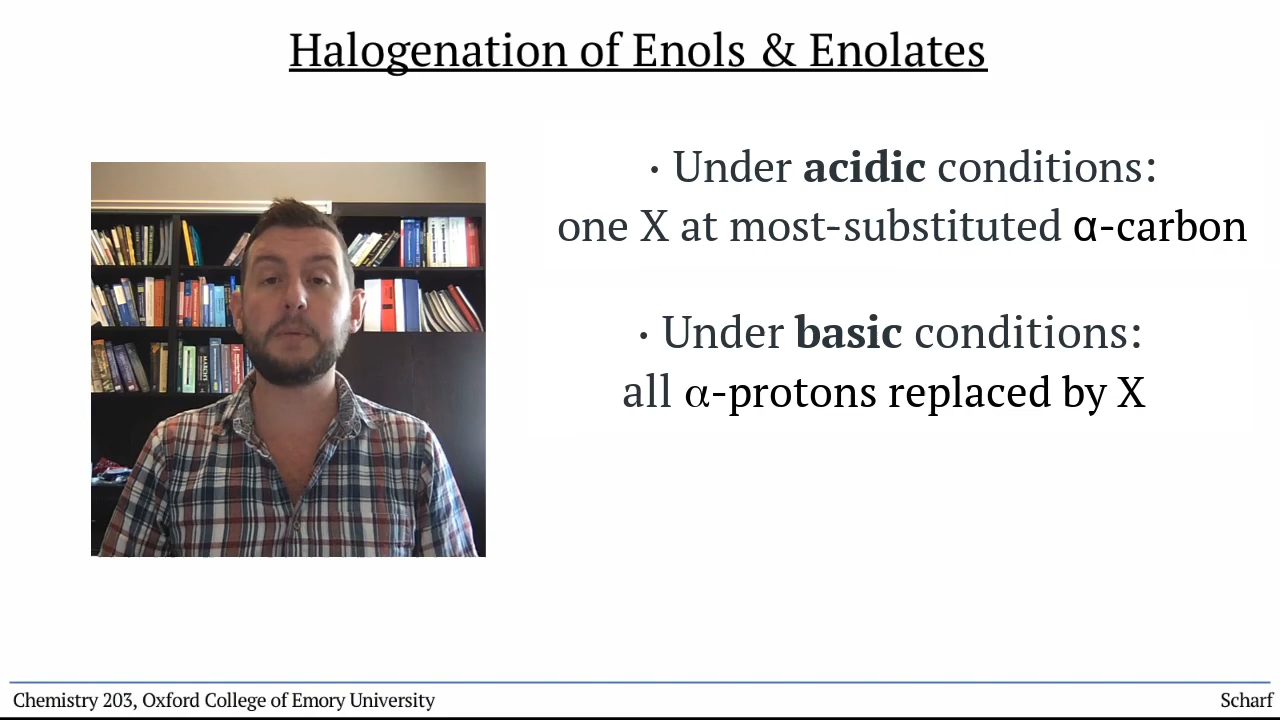 Halogenation of Enols & Enolates
· Under acidic conditions:
one X at most-substituted α-carbon
· Under basic conditions:
all α-protons replaced by X
Chemistry 203, Oxford College of Emory University
Scharf